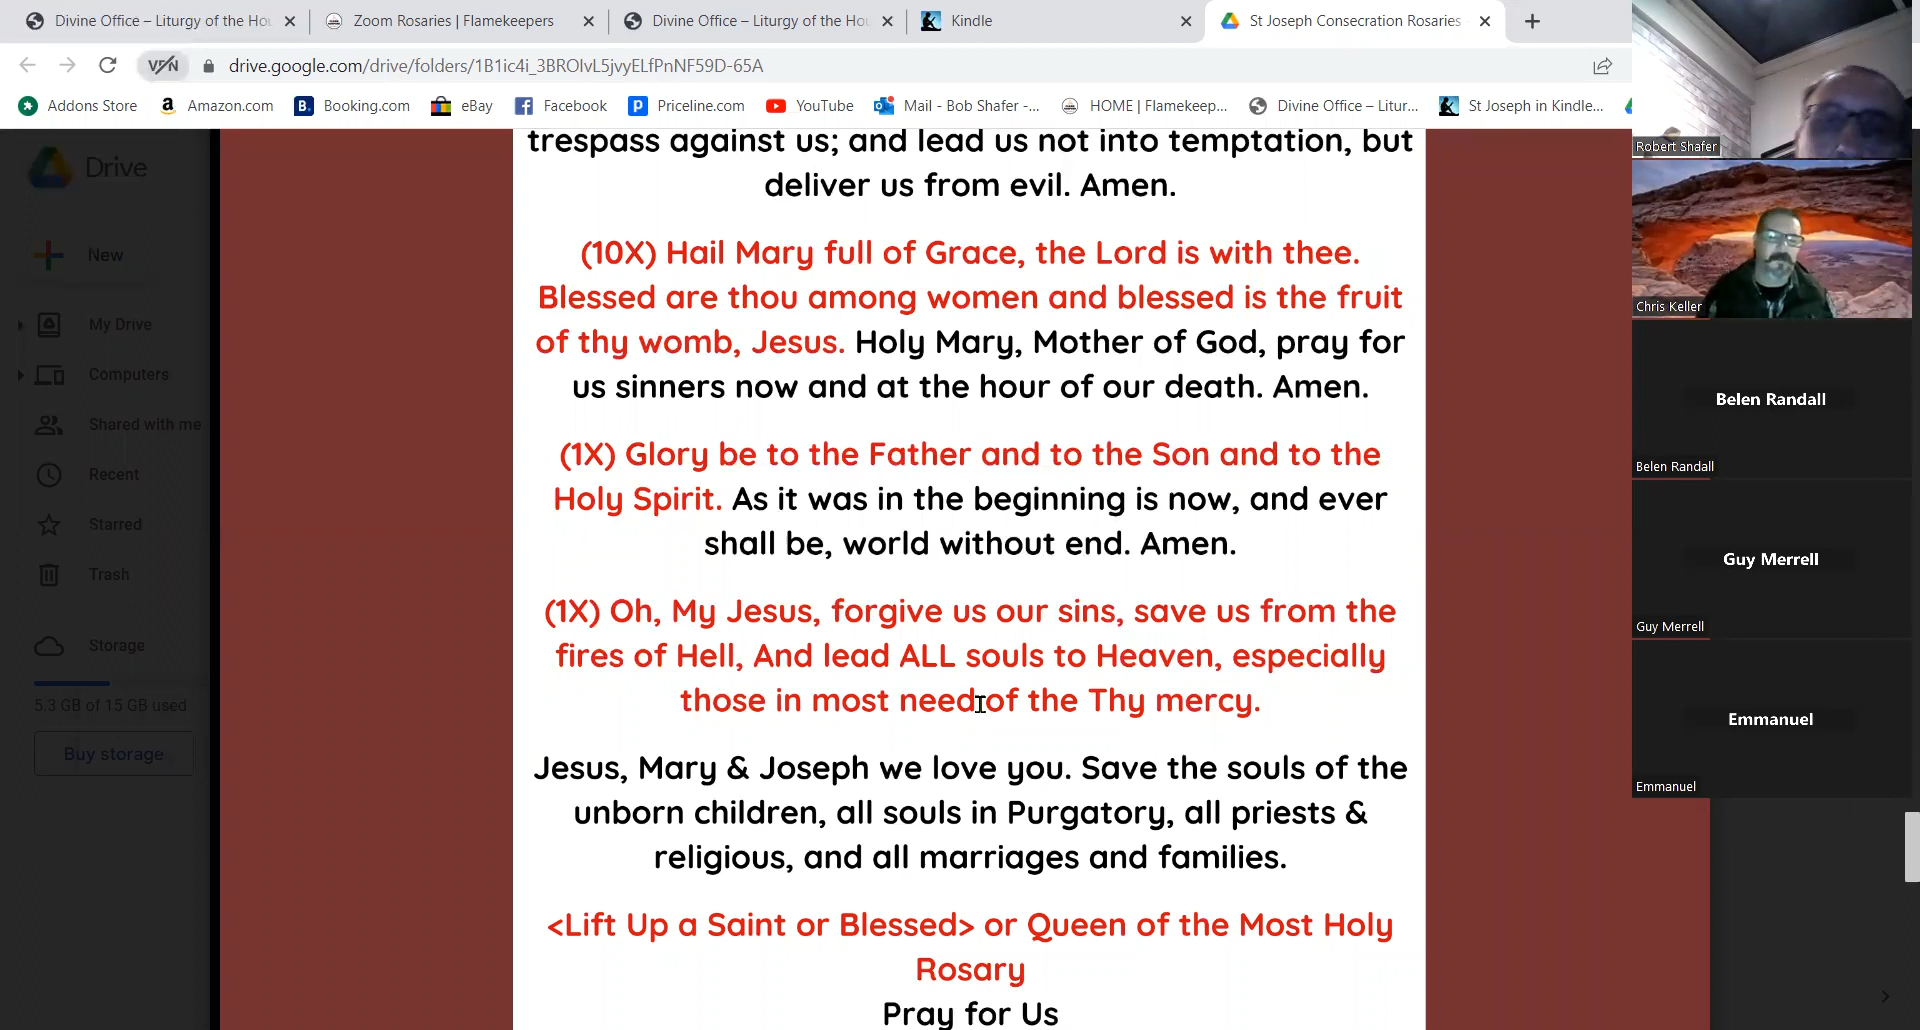 Divine Office – Liturgy of the Hou
Zoom Rosaries | Flamekeepers
Divine Office – Liturgy of the Hou
Kindle
St Joseph Consecration Rosaries
VPN
drive.google.com/drive/folders/1B1ic4i_3BROIvL5jvyELfPnNF59D-65A
Addons Store
Amazon.com
Booking.com
eBay
Facebook
Priceline.com
YouTube
Mail - Bob Shafer -...
HOME | Flamekeep...
Divine Office – Litur...
St Joseph in Kindle...
Drive
New
My Drive
Computers
Shared with me
Recent
Starred
Trash
Storage
5.3 GB of 15 GB used
Buy storage
trespass against us; and lead us not into temptation, but
deliver us from evil. Amen.
(10X) Hail Mary full of Grace, the Lord is with thee.
Blessed are thou among women and blessed is the fruit
of thy womb, Jesus. Holy Mary, Mother of God, pray for
us sinners now and at the hour of our death. Amen.
(1X) Glory be to the Father and to the Son and to the
Holy Spirit. As it was in the beginning is now, and ever
shall be, world without end. Amen.
(1X) Oh, My Jesus, forgive us our sins, save us from the
fires of Hell, And lead ALL souls to Heaven, especially
those in most need of the Thy mercy.
Jesus, Mary & Joseph we love you. Save the souls of the
unborn children, all souls in Purgatory, all priests &
religious, and all marriages and families.
<Lift Up a Saint or Blessed> or Queen of the Most Holy
Rosary
Pray for Us
Robert Shafer
Chris Keller
Belen Randall
Belen Randall
Guy Merrell
Guy Merrell
Emmanuel
Emmanuel